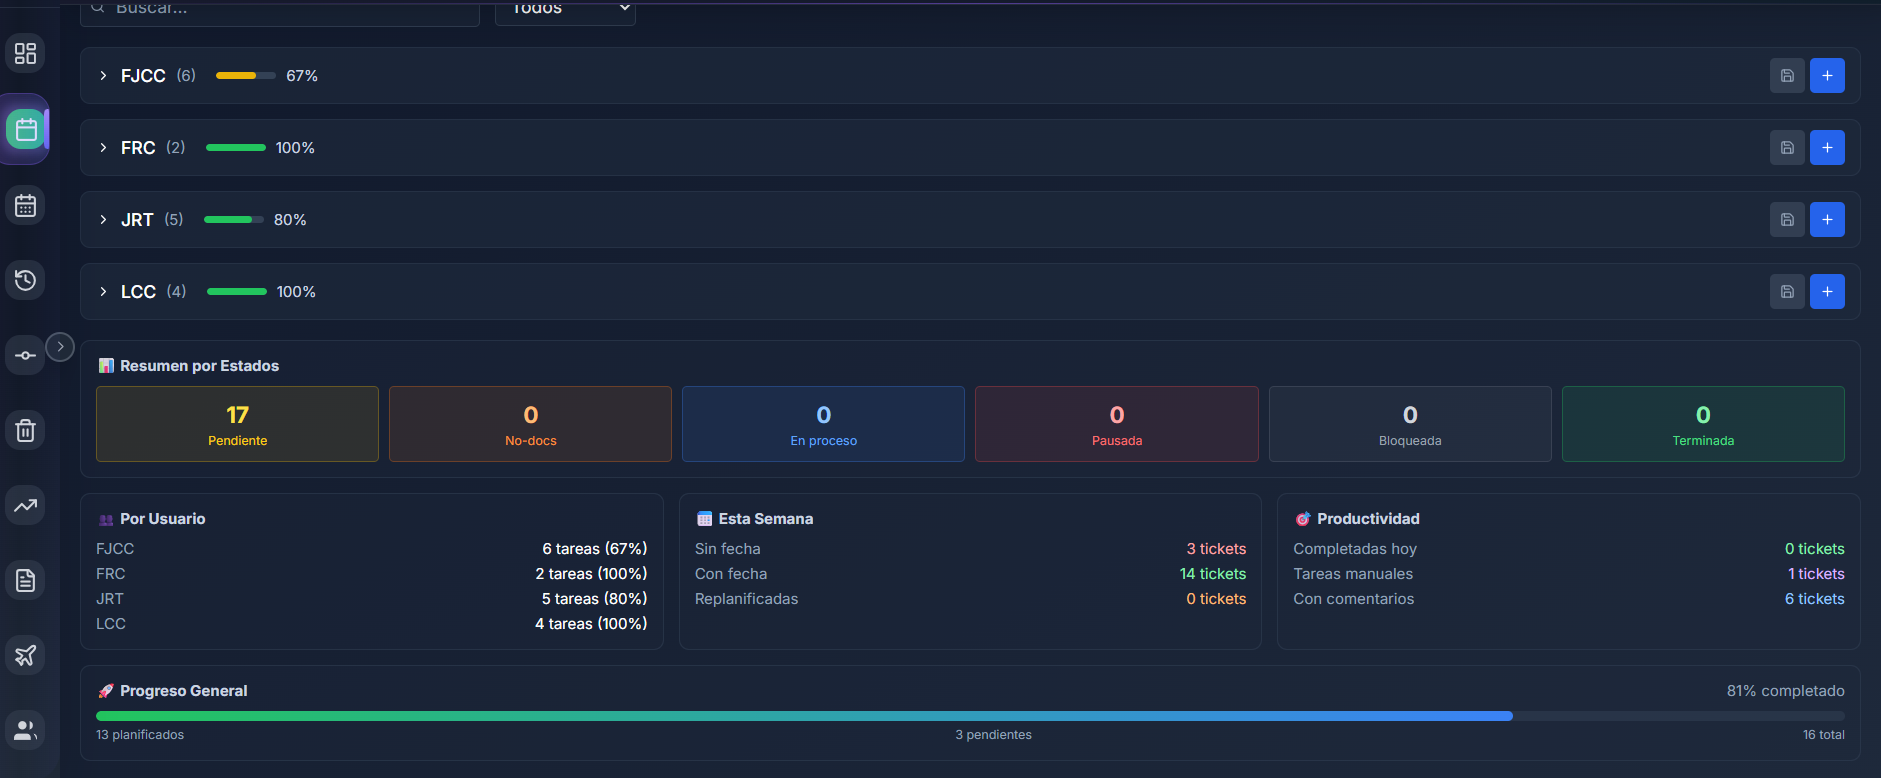 Buscar...
Todos
FJCC (6) 67%
FRC (2) 100%
JRT (5) 80%
LCC (4) 100%
Resumen por Estados
17
Pendiente
0
No-docs
0
En proceso
0
Pausada
0
Bloqueada
0
Terminada
Por Usuario
FJCC 6 tareas (67%)
FRC 2 tareas (100%)
JRT 5 tareas (80%)
LCC 4 tareas (100%)
Esta Semana
Sin fecha 3 tickets
Con fecha 14 tickets
Replanificadas 0 tickets
Productividad
Completadas hoy 0 tickets
Tareas manuales 1 tickets
Con comentarios 6 tickets
Progreso General 81% completado
13 planificados 3 pendientes 16 total